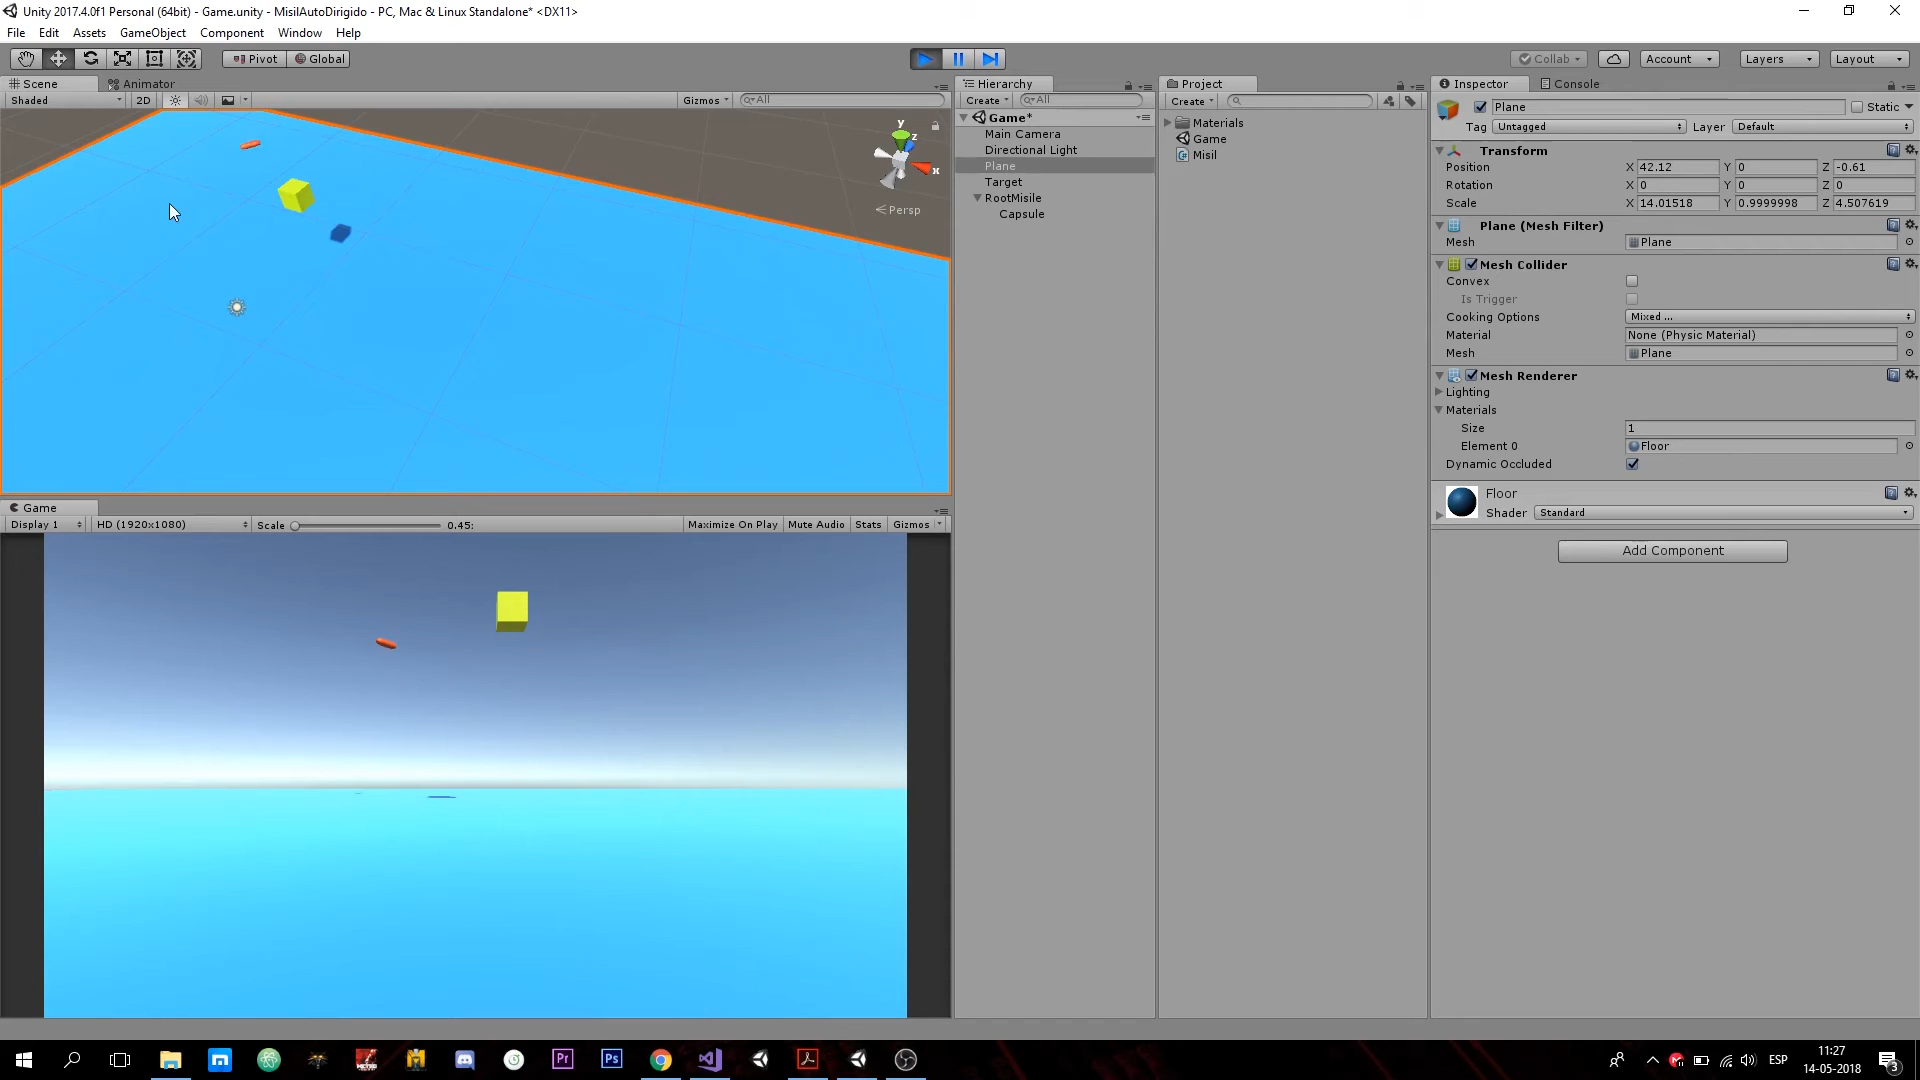 Unity 2017.4.0f1 Personal (64bit) - Game.unity - MisilAutoDirigido - PC, Mac & Linux Standalone* <DX11>
File Edit Assets GameObject Component Window Help
Pivot Global Collab Account Layers Layout
Scene Animator
Shaded 2D Gizmos All
y z x
Persp
Game
Display 1 HD (1920x1080) Scale 0.45: Maximize On Play Mute Audio Stats Gizmos
Hierarchy
Create All
Game*
Main Camera
Directional Light
Plane
Target
RootMisile
Capsule
Project
Create
Materials
Game
Misil
Inspector Console
Plane Static
Tag Untagged Layer Default
Transform
Position X 42.12 Y 0 Z -0.61
Rotation X 0 Y 0 Z 0
Scale X 14.01518 Y 0.9999998 Z 4.507619
Plane (Mesh Filter)
Mesh Plane
Mesh Collider
Convex
Is Trigger
Cooking Options Mixed ...
Material None (Physic Material)
Mesh Plane
Mesh Renderer
Lighting
Materials
Size 1
Element 0 Floor
Dynamic Occluded
Floor
Shader Standard
Add Component
Pr Ps ESP 11:27
14-05-2018 3